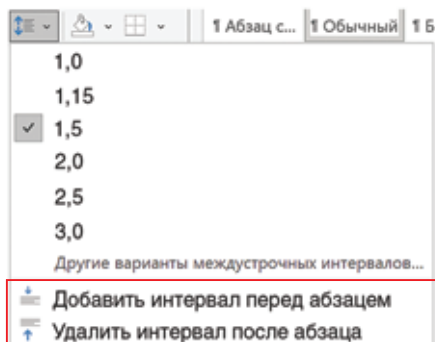 ¶ Абзац с... ¶ Обычный ¶ Б
1,0
1,15
1,5
2,0
2,5
3,0
Другие варианты междустрочных интервалов...
Добавить интервал перед абзацем
Удалить интервал после абзаца